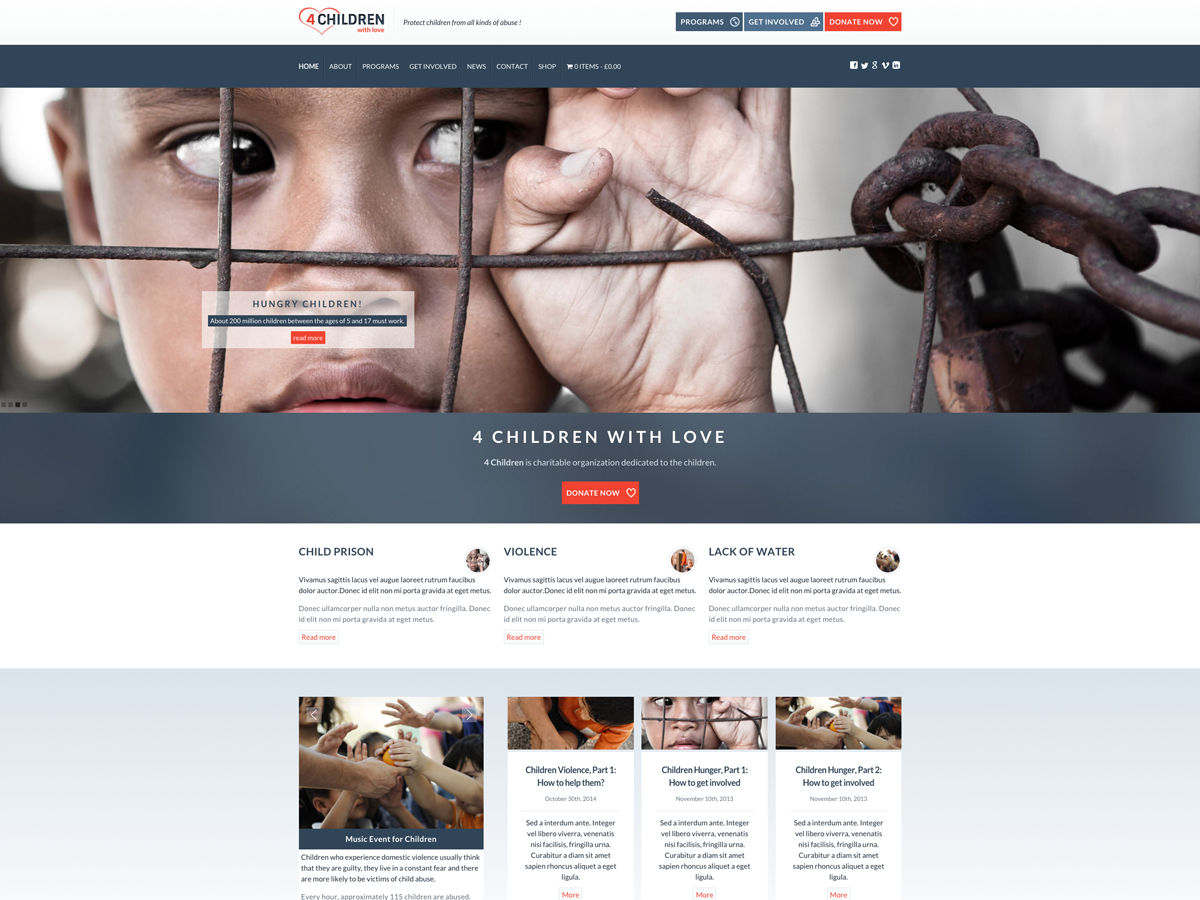 4 CHILDREN
with love
Protect children from all kinds of abuse !
PROGRAMS
GET INVOLVED
DONATE NOW
HOME
ABOUT
PROGRAMS
GET INVOLVED
NEWS
CONTACT
SHOP
0 ITEMS - £0.00
HUNGRY CHILDREN!
About 200 million children between the ages of 5 and 17 must work.
read more
4 CHILDREN WITH LOVE
4 Children is charitable organization dedicated to the children.
DONATE NOW
CHILD PRISON
Vivamus sagittis lacus vel augue laoreet rutrum faucibus
dolor auctor.Donec id elit non mi porta gravida at eget metus.
Donec ullamcorper nulla non metus auctor fringilla. Donec
id elit non mi porta gravida at eget metus.
Read more
VIOLENCE
Vivamus sagittis lacus vel augue laoreet rutrum faucibus
dolor auctor.Donec id elit non mi porta gravida at eget metus.
Donec ullamcorper nulla non metus auctor fringilla. Donec
id elit non mi porta gravida at eget metus.
Read more
LACK OF WATER
Vivamus sagittis lacus vel augue laoreet rutrum faucibus
dolor auctor.Donec id elit non mi porta gravida at eget metus.
Donec ullamcorper nulla non metus auctor fringilla. Donec
id elit non mi porta gravida at eget metus.
Read more
Music Event for Children
Children who experience domestic violence usually think
that they are guilty, they live in a constant fear and there
are more likely to be victims of child abuse.
Every hour, approximately 115 children are abused.
Children Violence, Part 1:
How to help them?
October 30th, 2014
Sed a interdum ante. Integer
vel libero viverra, venenatis
nisi facilisis, fringilla urna.
Curabitur a diam sit amet
sapien rhoncus aliquet a eget
ligula.
More
Children Hunger, Part 1:
How to get involved
November 10th, 2013
Sed a interdum ante. Integer
vel libero viverra, venenatis
nisi facilisis, fringilla urna.
Curabitur a diam sit amet
sapien rhoncus aliquet a eget
ligula.
More
Children Hunger, Part 2:
How to get involved
November 10th, 2013
Sed a interdum ante. Integer
vel libero viverra, venenatis
nisi facilisis, fringilla urna.
Curabitur a diam sit amet
sapien rhoncus aliquet a eget
ligula.
More